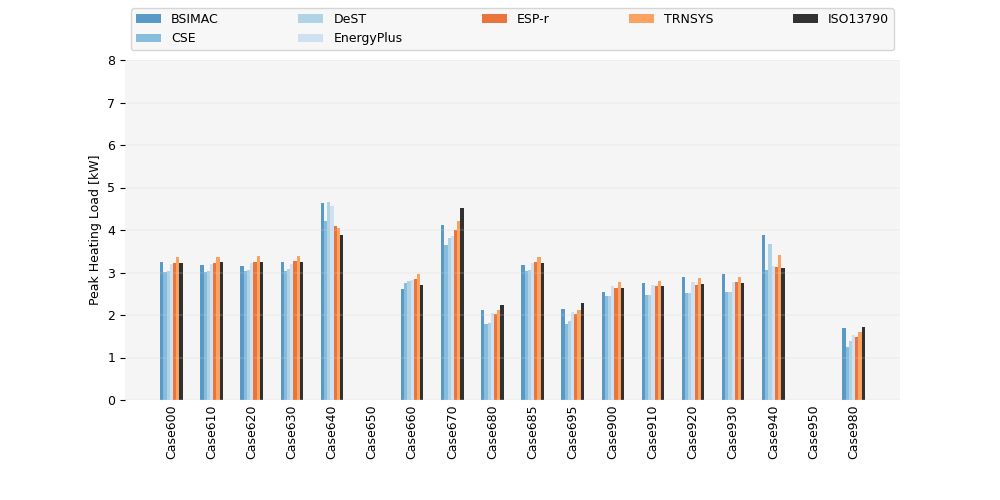 BSIMAC DeST ESP-r TRNSYS ISO13790
CSE EnergyPlus
Peak Heating Load [kW]
8
7
6
5
4
3
2
1
0
Case600
Case610
Case620
Case630
Case640
Case650
Case660
Case670
Case680
Case685
Case695
Case900
Case910
Case920
Case930
Case940
Case950
Case980